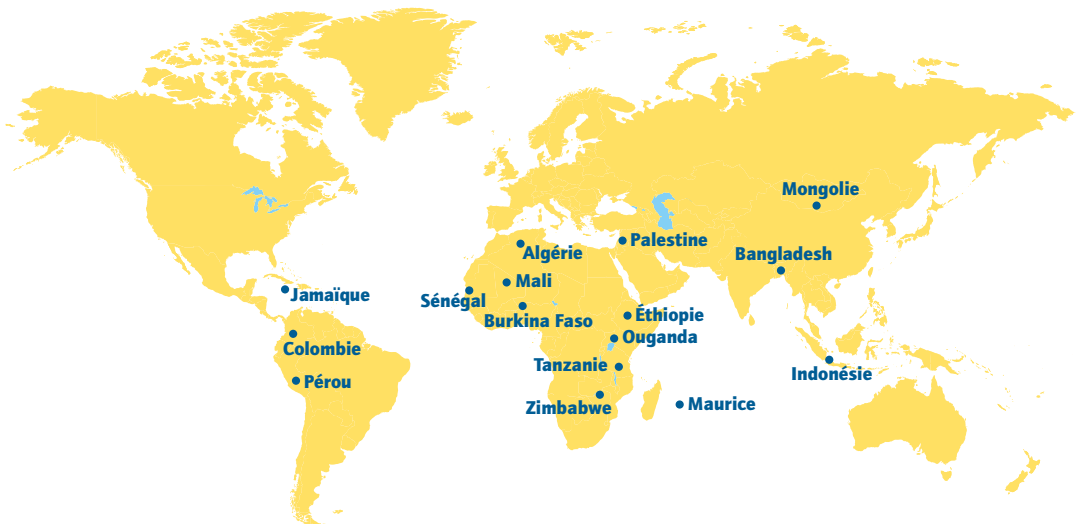 Mongolie
Palestine
Algérie
Bangladesh
Mali
Jamaïque
Sénégal
Éthiopie
Burkina Faso
Ouganda
Colombie
Tanzanie
Indonésie
Pérou
Maurice
Zimbabwe